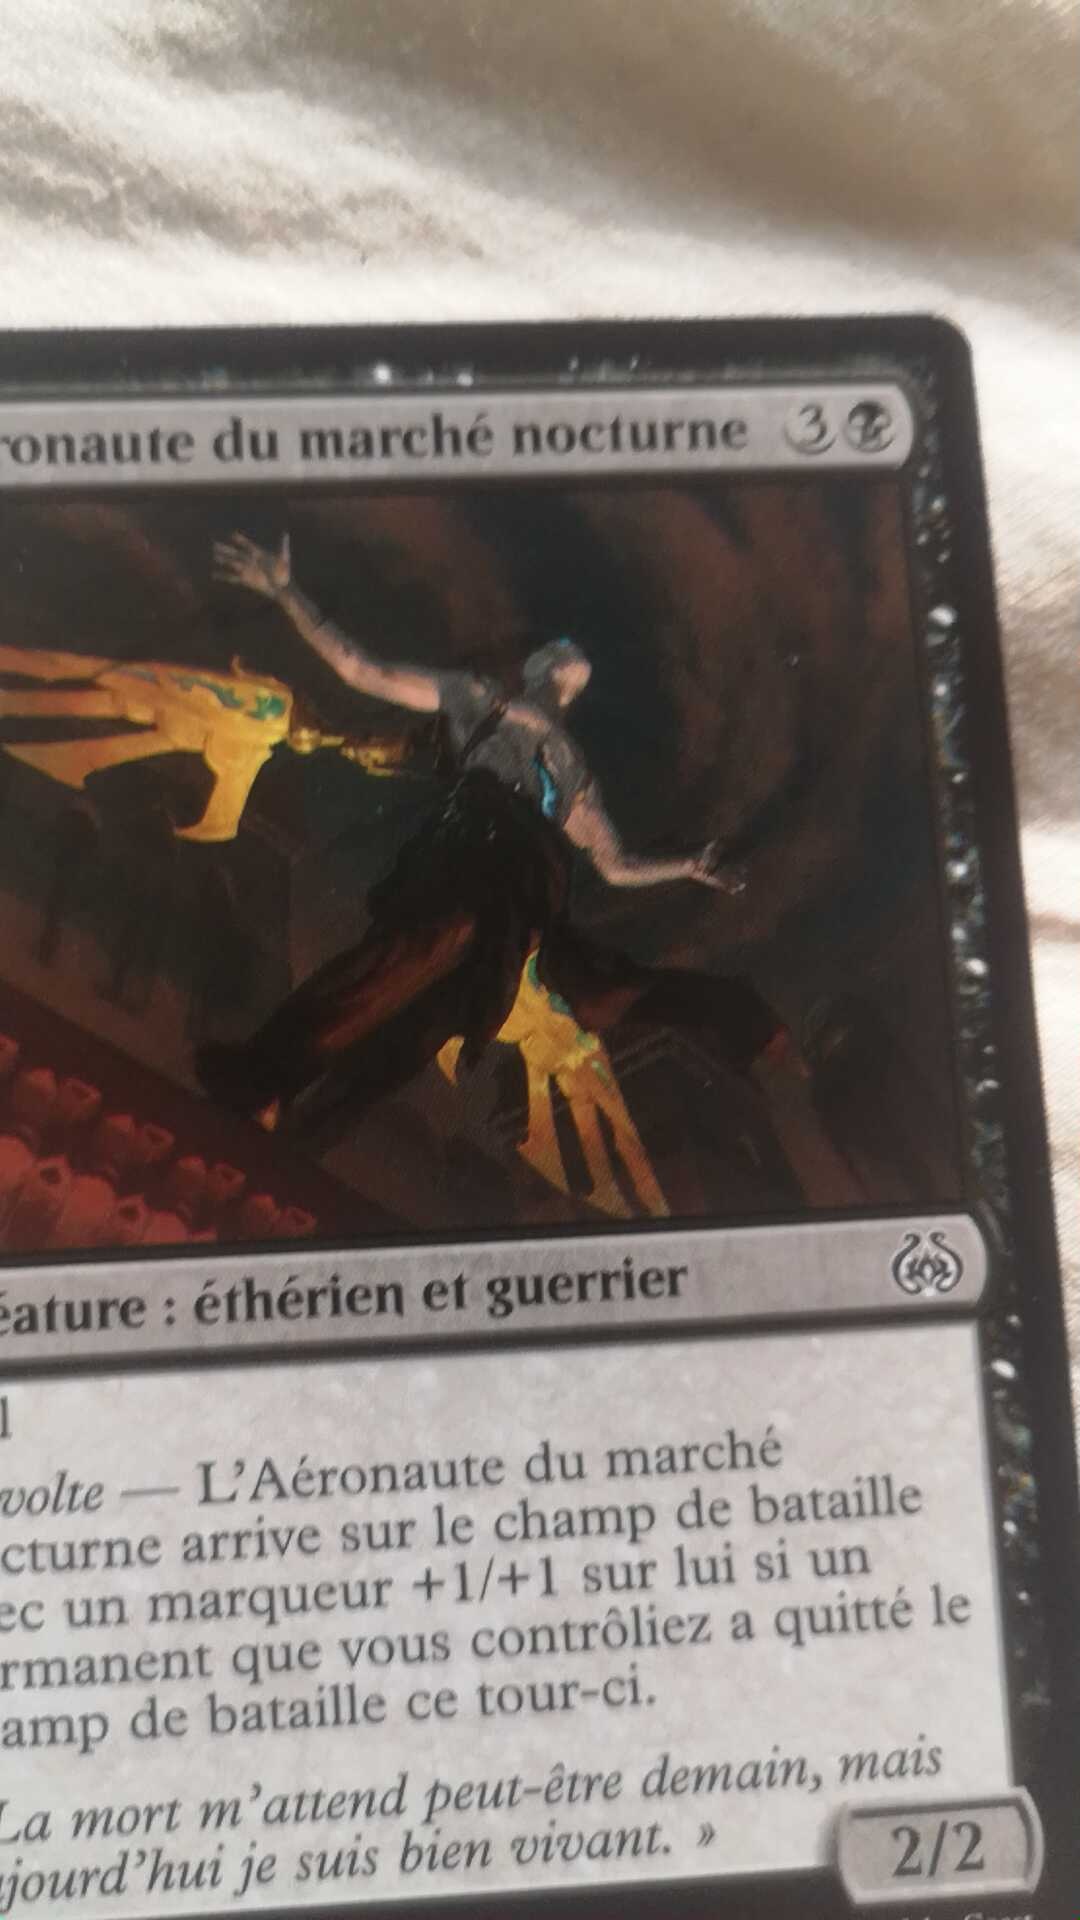 ronaute du marché nocturne 3
éature : éthérien et guerrier
l
volte — L'Aéronaute du marché
cturne arrive sur le champ de bataille
ec un marqueur +1/+1 sur lui si un
rmanent que vous contrôliez a quitté le
amp de bataille ce tour-ci.
La mort m'attend peut-être demain, mais
ujourd'hui je suis bien vivant. »
2/2